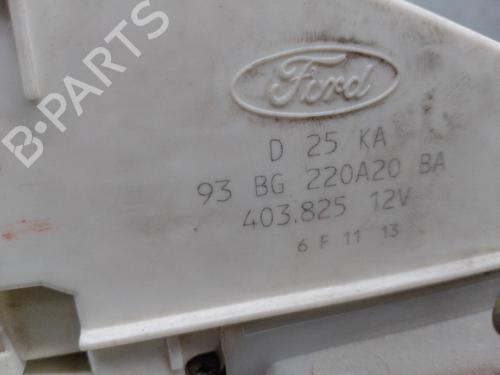 B-PARTS
Ford
D 25 KA
93 BG 220A20 BA
403.825 12V
6 F 11 13